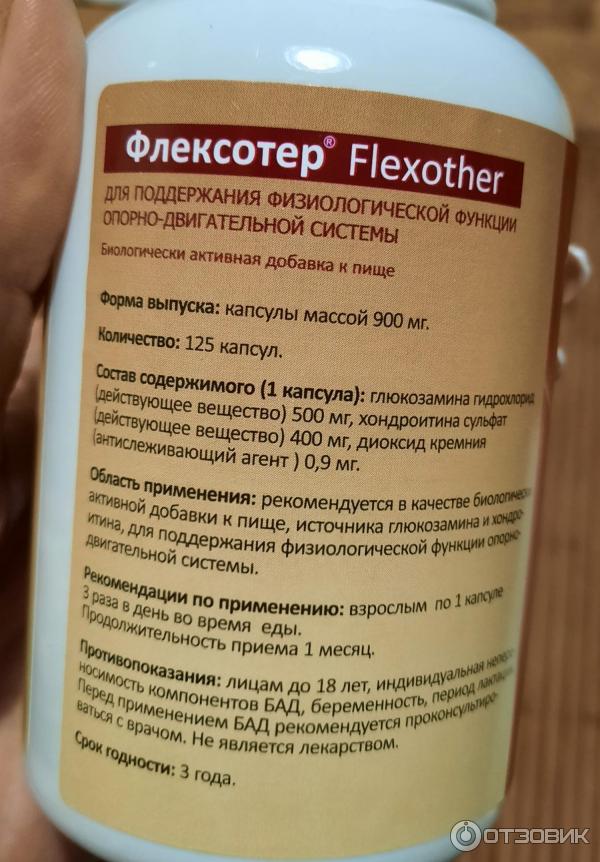 Флексотер® Flexother
ДЛЯ ПОДДЕРЖАНИЯ ФИЗИОЛОГИЧЕСКОЙ ФУНКЦИИ
ОПОРНО-ДВИГАТЕЛЬНОЙ СИСТЕМЫ
Биологически активная добавка к пище
Форма выпуска: капсулы массой 900 мг.
Количество: 125 капсул.
Состав содержимого (1 капсула): глюкозамина гидрохлорид
(действующее вещество) 500 мг, хондроитина сульфат
(действующее вещество) 400 мг, диоксид кремния
(антислеживающий агент ) 0,9 мг.
Область применения: рекомендуется в качестве биологически
активной добавки к пище, источника глюкозамина и хондро-
итина, для поддержания физиологической функции опорно-
двигательной системы.
Рекомендации по применению: взрослым по 1 капсуле
3 раза в день во время еды.
Продолжительность приема 1 месяц.
Противопоказания: лицам до 18 лет, индивидуальная непере-
носимость компонентов БАД, беременность, период лактации.
Перед применением БАД рекомендуется проконсультиро-
ваться с врачом. Не является лекарством.
Срок годности: 3 года.
ОТЗОВИК